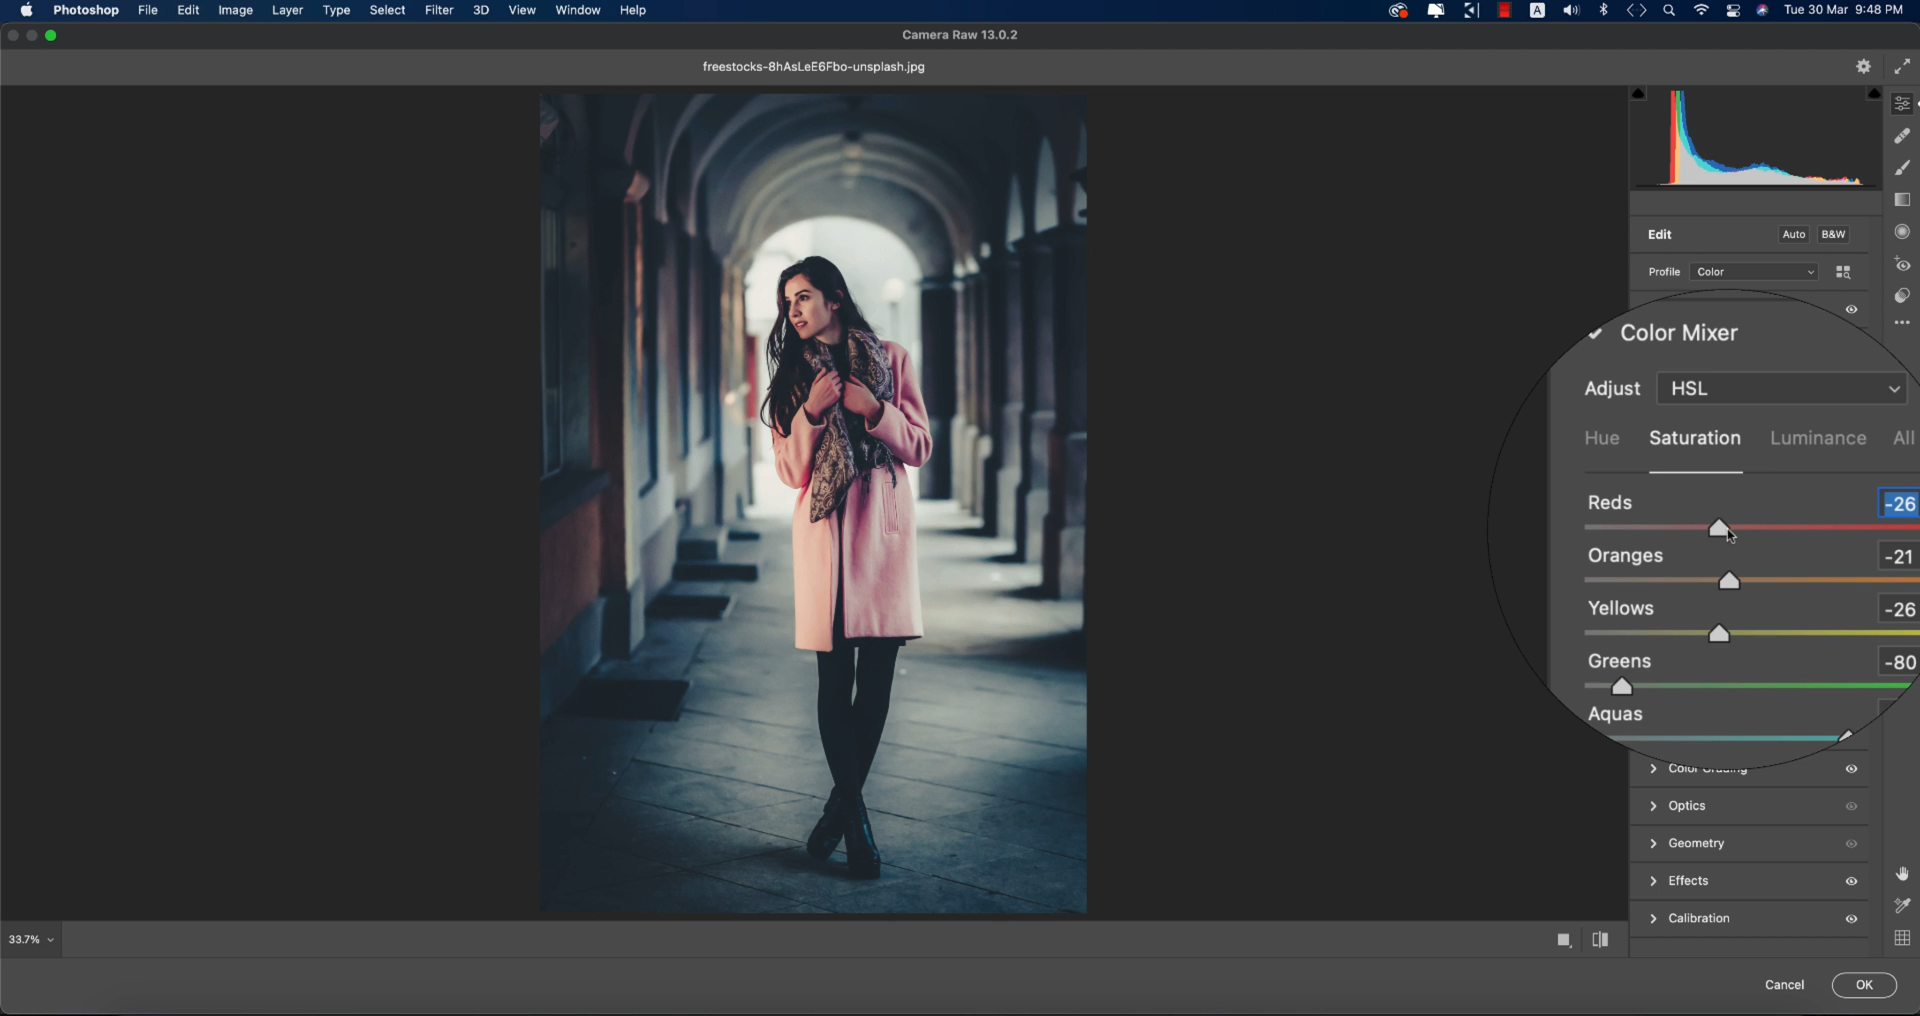 Photoshop File Edit Image Layer Type Select Filter 3D View Window Help A Tue 30 Mar 9:48 PM
Camera Raw 13.0.2
freestocks-8hAsLeE6Fbo-unsplash.jpg
Edit Auto B&W
Profile Color
Color Mixer
Adjust HSL
Hue Saturation Luminance All
Reds -26
Oranges -21
Yellows -26
Greens -80
Aquas
Color Grading
Optics
Geometry
Effects
Calibration
33.7%
Cancel OK